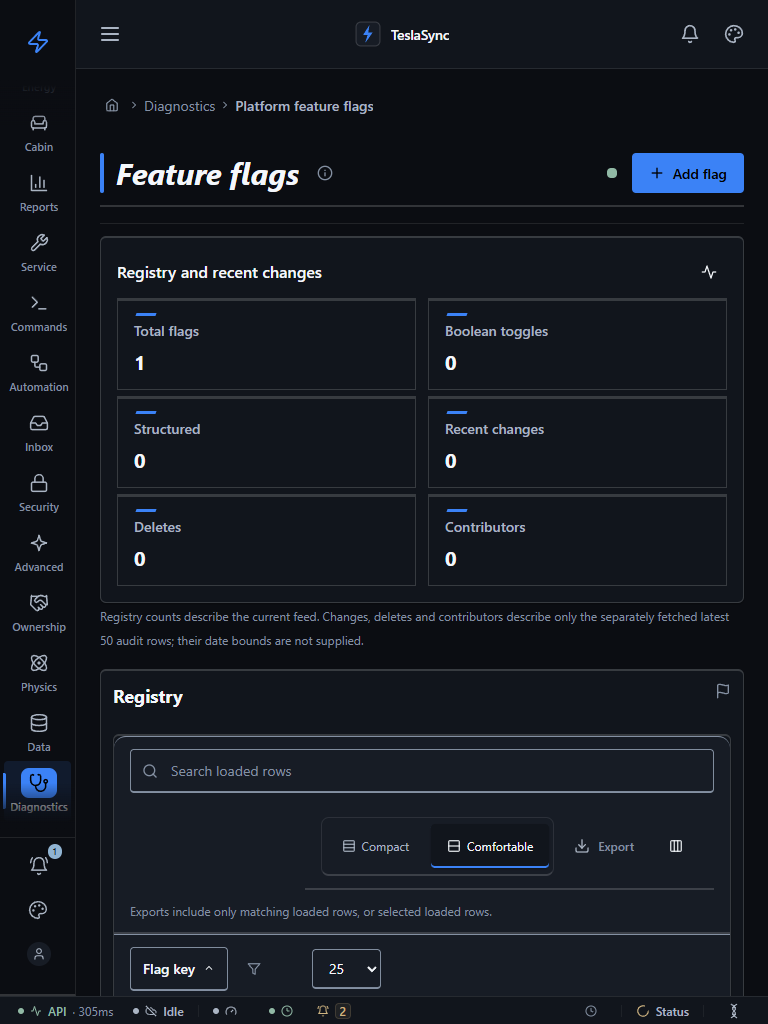 TeslaSync
Diagnostics
Platform feature flags
Feature flags
Add flag
Cabin
Reports
Service
Commands
Automation
Inbox
Security
Advanced
Ownership
Physics
Data
Diagnostics
1
Registry and recent changes
Total flags
1
Boolean toggles
0
Structured
0
Recent changes
0
Deletes
0
Contributors
0
Registry counts describe the current feed. Changes, deletes and contributors describe only the separately fetched latest
50 audit rows; their date bounds are not supplied.
Registry
Search loaded rows
Compact
Comfortable
Export
Exports include only matching loaded rows, or selected loaded rows.
Flag key
25
API · 305ms
Idle
2
Status